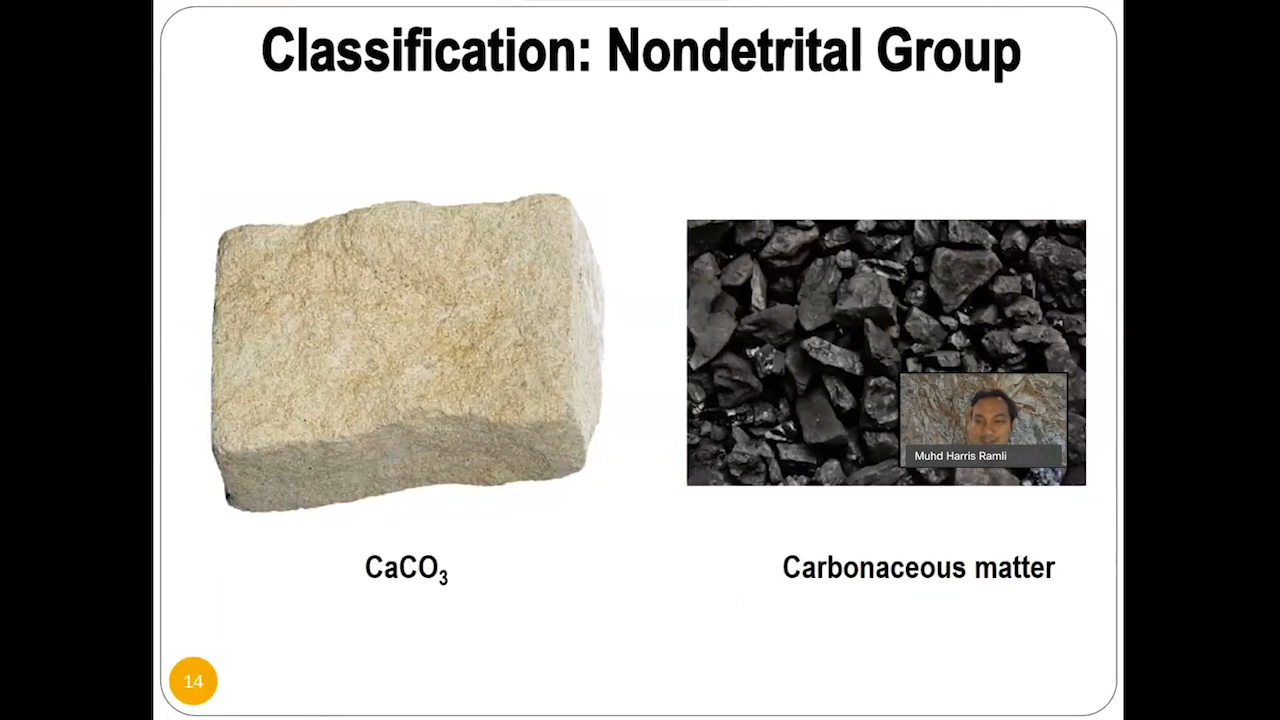 Classification: Nondetrital Group
Muhd Harris Ramli
CaCO₃
Carbonaceous matter
14